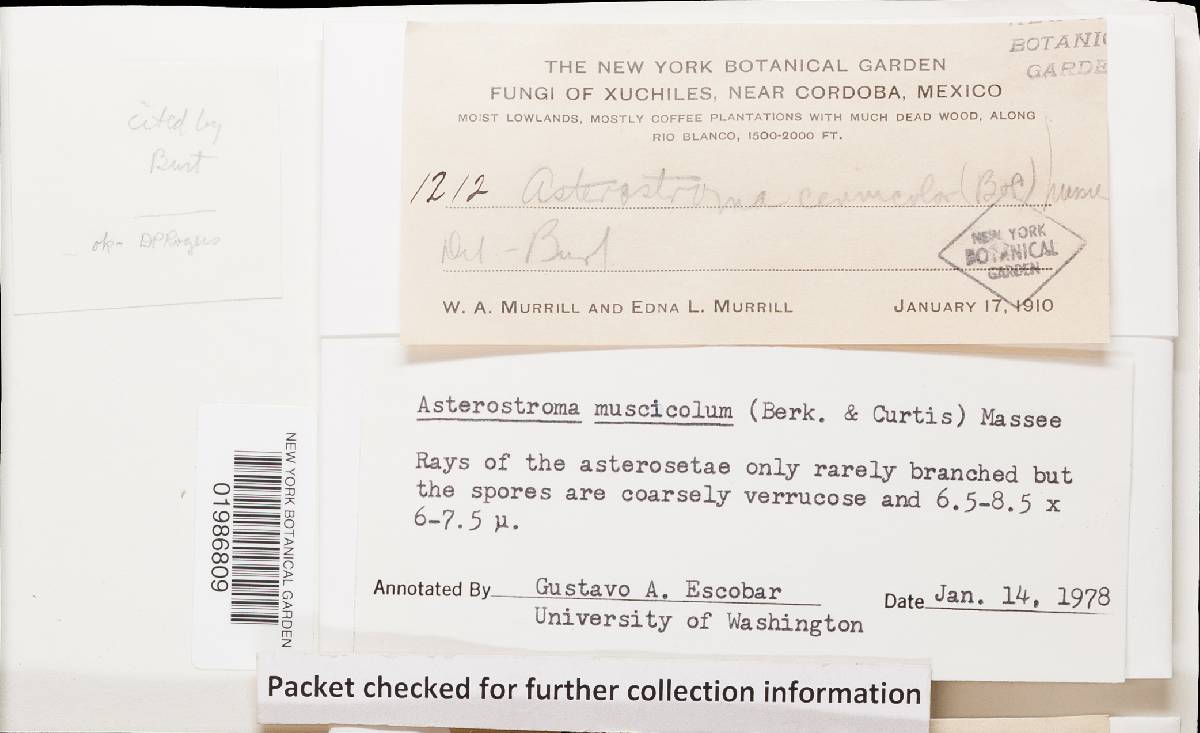 cited by
Burt
ok- DPRogers
BOTANIC
GARDE
THE NEW YORK BOTANICAL GARDEN
FUNGI OF XUCHILES, NEAR CORDOBA, MEXICO
MOIST LOWLANDS, MOSTLY COFFEE PLANTATIONS WITH MUCH DEAD WOOD, ALONG
RIO BLANCO, 1500-2000 FT.
1212 Asterostroma cervicolor
Det - Burt
NEW YORK
BOTANICAL
GARDEN
W. A. MURRILL AND EDNA L. MURRILL JANUARY 17, 1910
Asterostroma muscicolum (Berk. & Curtis) Massee
Rays of the asterosetae only rarely branched but
the spores are coarsely verrucose and 6.5-8.5 x
6-7.5 µ.
Annotated By Gustavo A. Escobar Date Jan. 14, 1978
University of Washington
NEW YORK BOTANICAL GARDEN
01986809
Packet checked for further collection information